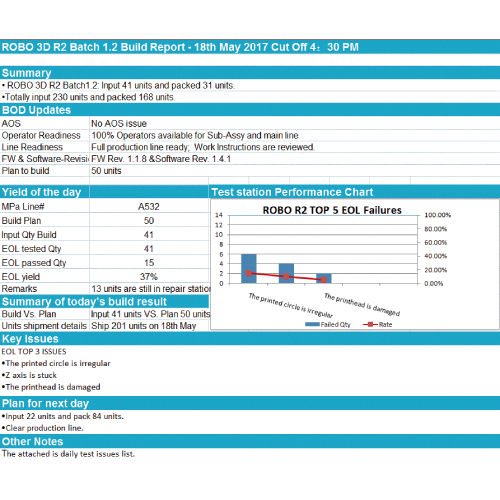 ROBO 3D R2 Batch 1.2 Build Report - 18th May 2017 Cut Off 4：30 PM
Summary
• ROBO 3D R2 Batch1.2: Input 41 units and packed 31 units.
•Totally input 230 units and packed 168 units.
BOD Updates
AOS No AOS issue
Operator Readiness 100% Operators available for Sub-Assy and main line
Line Readiness Full production line ready; Work Instructions are reviewed.
FW & Software-Revisi FW Rev. 1.1.8 &Software Rev. 1.4.1
Plan to build 50 units
Yield of the day
MPa Line# A532
Build Plan 50
Input Qty Build 41
EOL tested Qty 41
EOL passed Qty 15
EOL yield 37%
Remarks 13 units are still in repair station
Test station Performance Chart
ROBO R2 TOP 5 EOL Failures
14 100.00%
12 80.00%
10 60.00%
8 40.00%
6 20.00%
4 0.00%
2
0
The printed circle is irregular
The printhead is damaged
Failed Qty Rate
Summary of today's build result
Build Vs. Plan Input 41 units VS. Plan 50 units
Units shipment details Ship 201 units on 18th May
Key Issues
EOL TOP 3 ISSUES
•The printed circle is irregular
•Z axis is stuck
•The printhead is damaged
Plan for next day
•Input 22 units and pack 84 units.
•Clear production line.
Other Notes
The attached is daily test issues list.